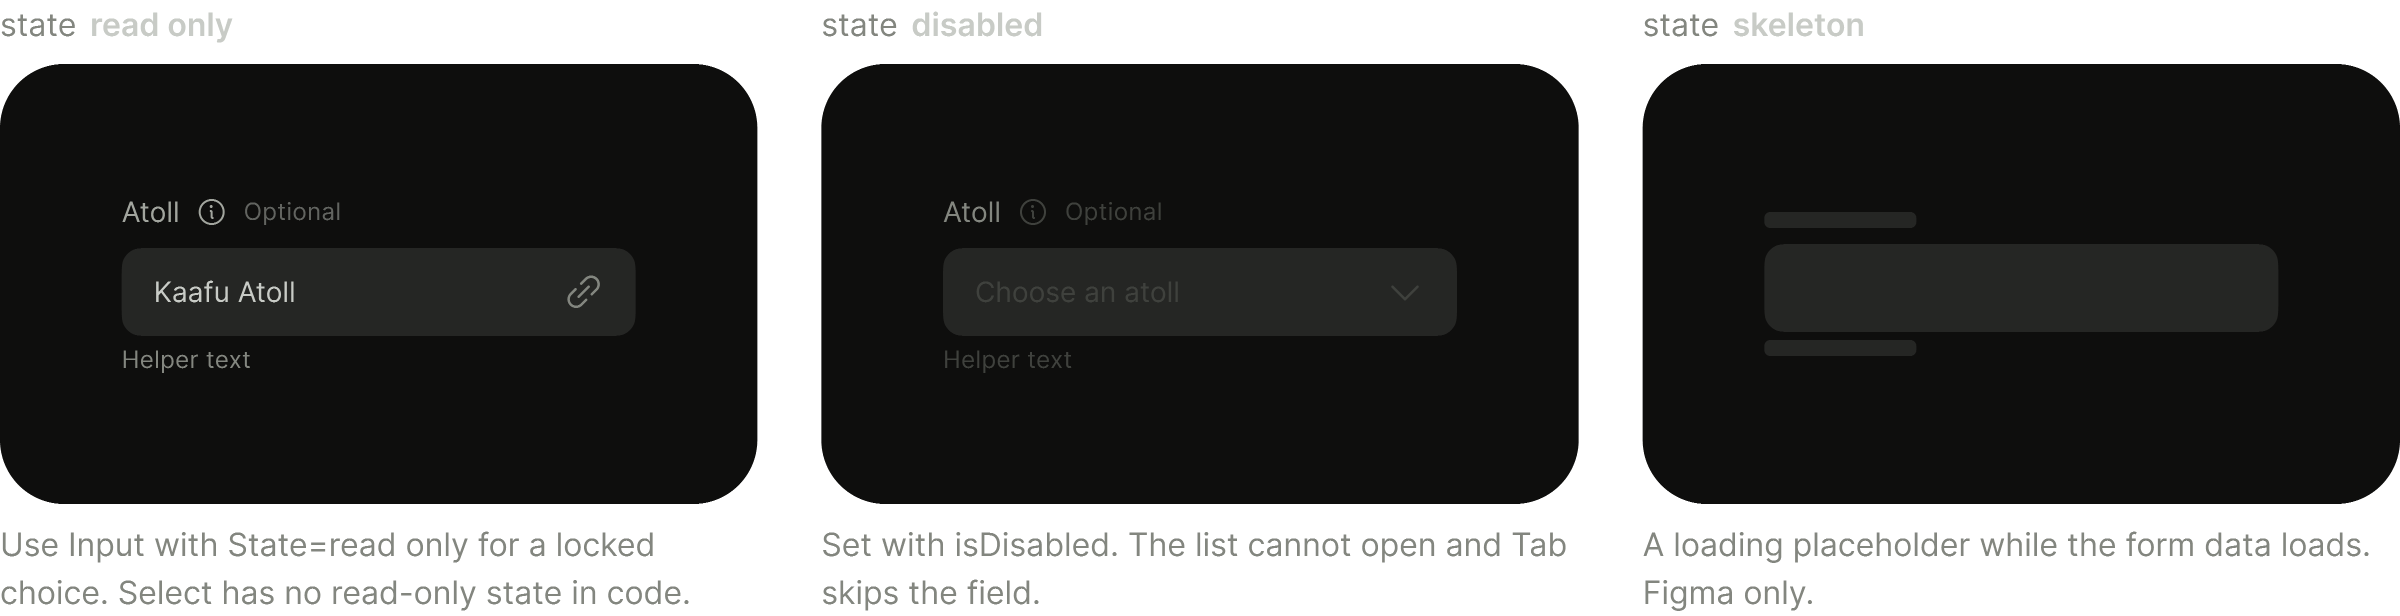 state read only
Atoll Optional
Kaafu Atoll
Helper text
Use Input with State=read only for a locked
choice. Select has no read-only state in code.
state disabled
Atoll Optional
Choose an atoll
Helper text
Set with isDisabled. The list cannot open and Tab
skips the field.
state skeleton
A loading placeholder while the form data loads.
Figma only.